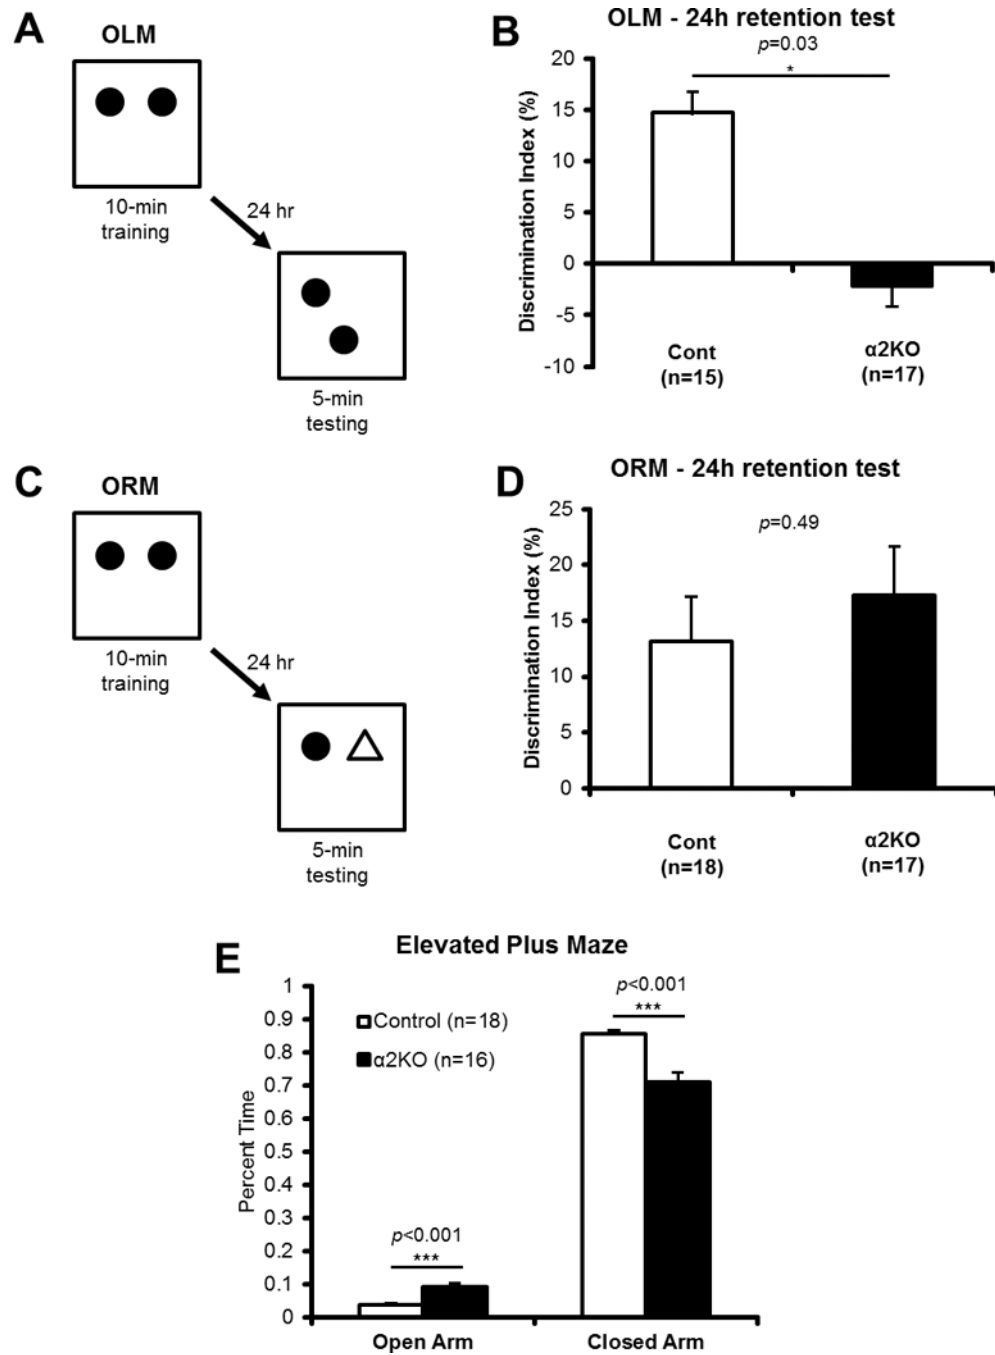 A
OLM
10-min
training
24 hr
5-min
testing
B
OLM - 24h retention test
p=0.03
*
Discrimination Index (%)
20
15
10
5
0
-5
-10
Cont
(n=15)
α2KO
(n=17)
C
ORM
10-min
training
24 hr
5-min
testing
D
ORM - 24h retention test
p=0.49
Discrimination Index (%)
25
20
15
10
5
0
Cont
(n=18)
α2KO
(n=17)
E
Elevated Plus Maze
Percent Time
1
0.9
0.8
0.7
0.6
0.5
0.4
0.3
0.2
0.1
0
Control (n=18)
α2KO (n=16)
p<0.001
***
p<0.001
***
Open Arm
Closed Arm